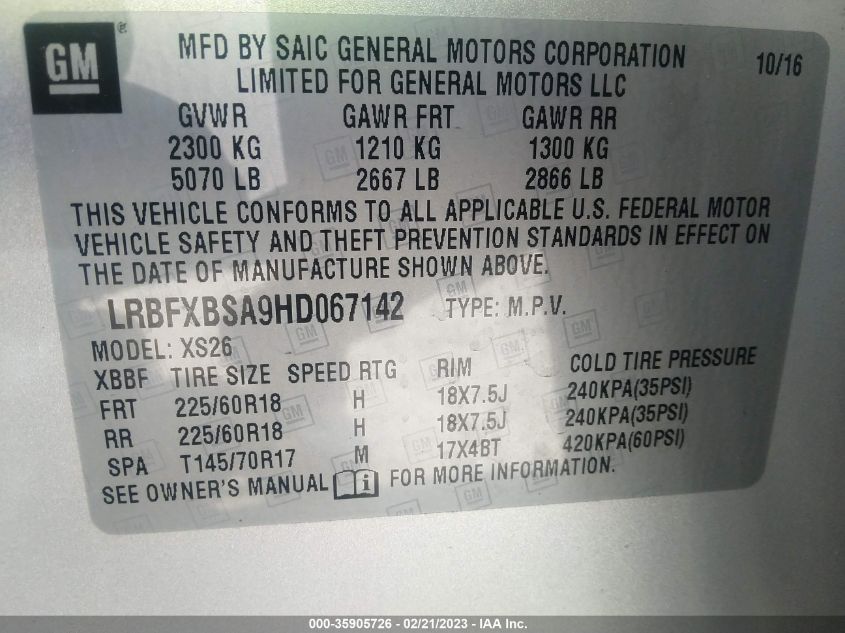 GM
®
MFD BY SAIC GENERAL MOTORS CORPORATION
LIMITED FOR GENERAL MOTORS LLC
10/16
GVWR GAWR FRT GAWR RR
2300 KG 1210 KG 1300 KG
5070 LB 2667 LB 2866 LB
THIS VEHICLE CONFORMS TO ALL APPLICABLE U.S. FEDERAL MOTOR
VEHICLE SAFETY AND THEFT PREVENTION STANDARDS IN EFFECT ON
THE DATE OF MANUFACTURE SHOWN ABOVE.
LRBFXBSA9HD067142 TYPE: M.P.V.
MODEL: XS26
XBBF TIRE SIZE SPEED RTG RIM COLD TIRE PRESSURE
FRT 225/60R18 H 18X7.5J 240KPA(35PSI)
RR 225/60R18 H 18X7.5J 240KPA(35PSI)
SPA T145/70R17 M 17X4BT 420KPA(60PSI)
SEE OWNER'S MANUAL i FOR MORE INFORMATION.
000-35905726 - 02/21/2023 - IAA Inc.